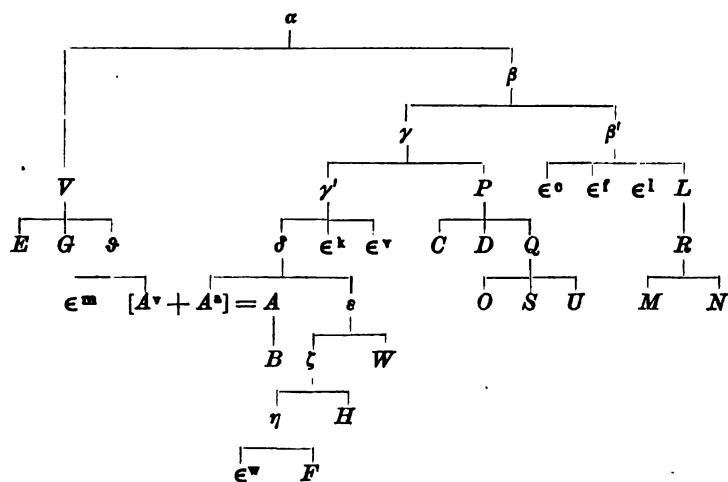 α
β
γ β'
V γ' P ϵᵒ ϵᶠ ϵˡ L
E G ϑ δ ϵᵏ ϵᵛ C D Q R
ϵᵐ [Aᵛ + Aᵃ] = A ε O S U M N
B ζ W
η H
ϵʷ F